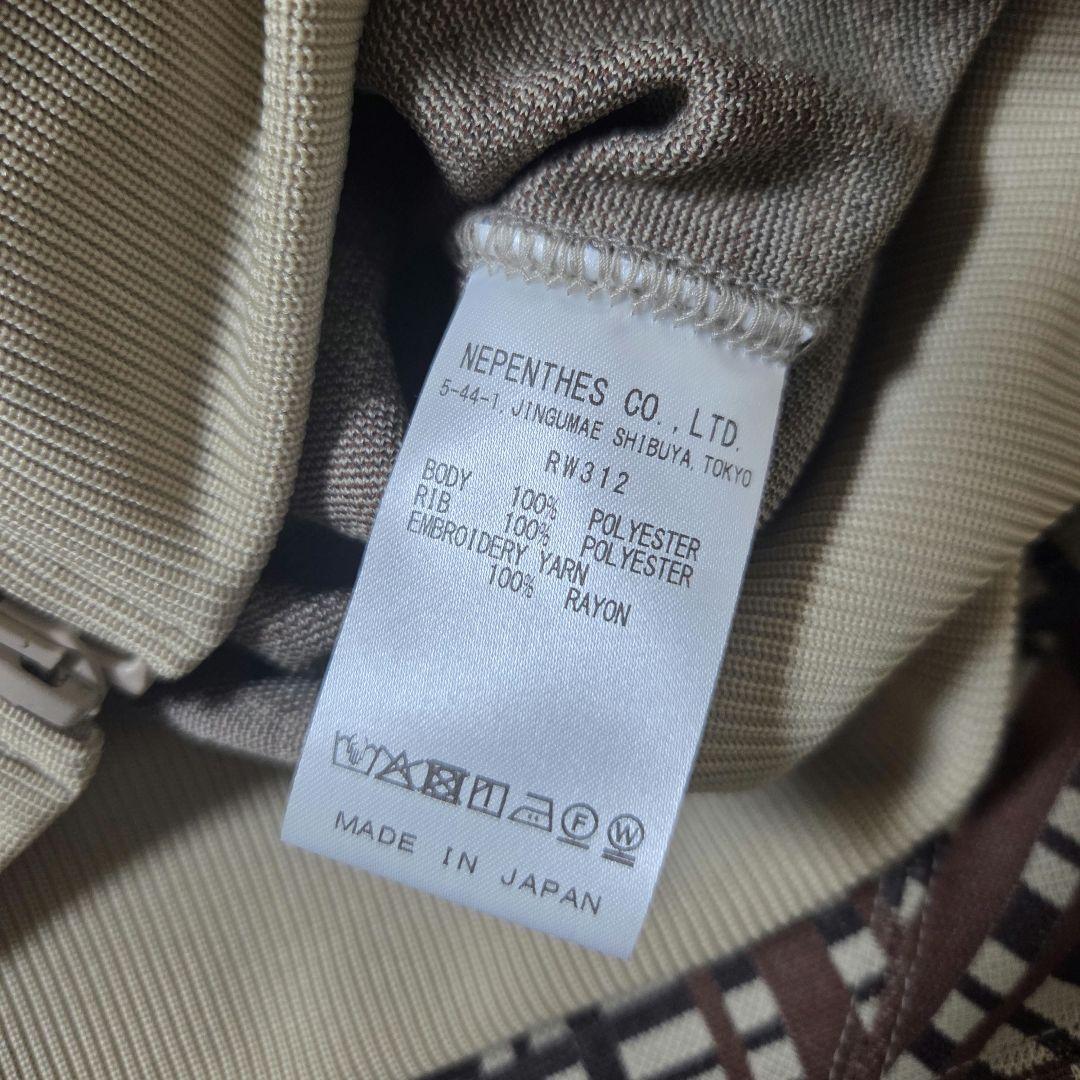 NEPENTHES CO.,LTD.
5-44-1, JINGUMAE SHIBUYA, TOKYO
RW312
BODY 100% POLYESTER
RIB 100% POLYESTER
EMBROIDERY YARN
100% RAYON
F W
MADE IN JAPAN